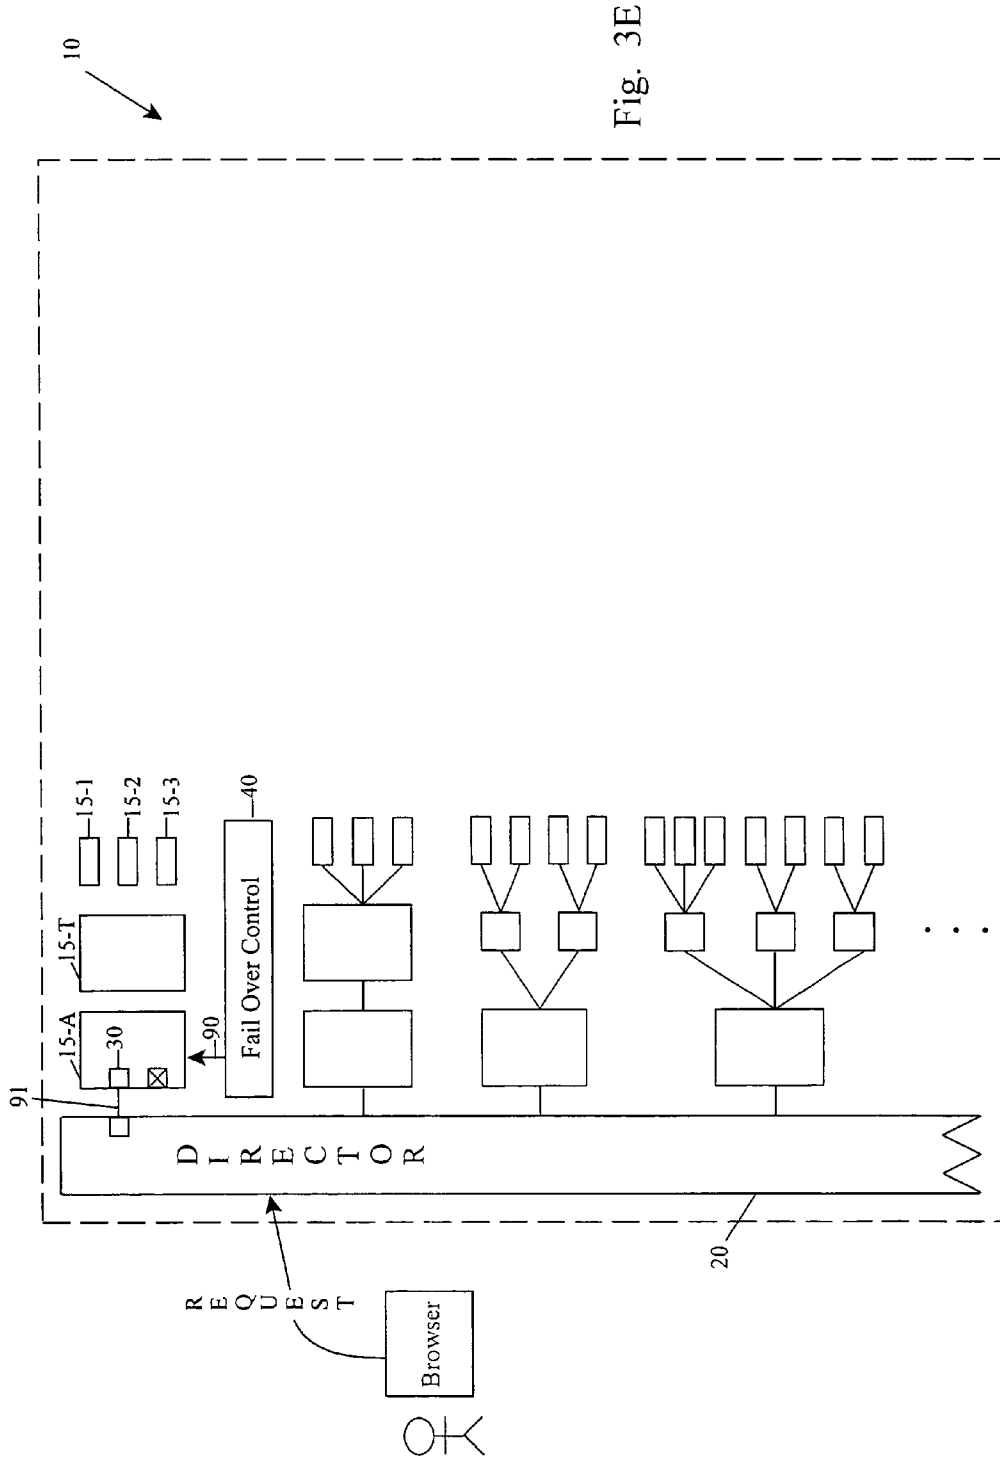 10
Fig. 3E
91
15-A
15-T
15-1
15-2
15-3
30
90
Fail Over Control
40
DIRECTOR
REQUEST
20
Browser